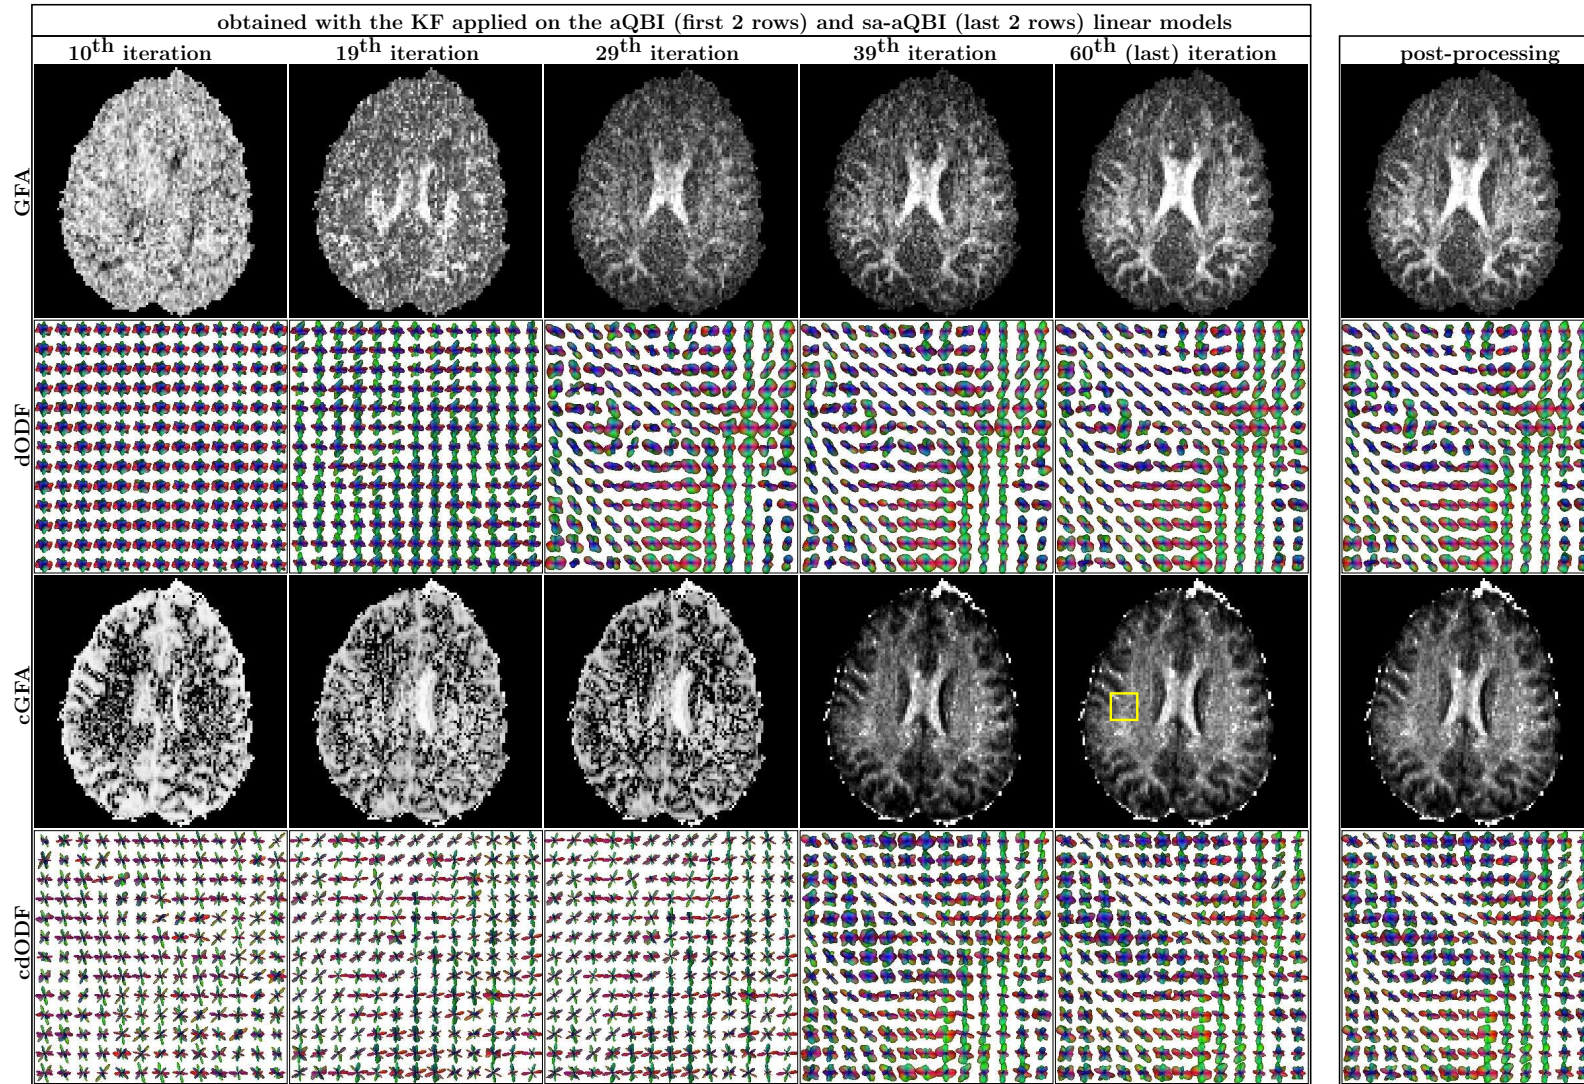 obtained with the KF applied on the aQBI (first 2 rows) and sa-aQBI (last 2 rows) linear models
10th iteration 19th iteration 29th iteration 39th iteration 60th (last) iteration post-processing
GFA
dODF
cGFA
cdODF